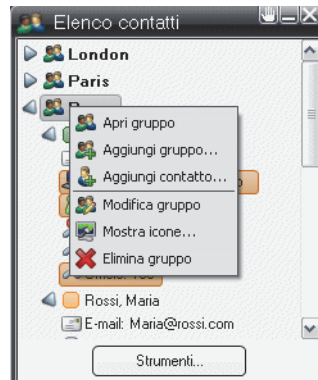 Elenco contatti
London
Paris
Apri gruppo
Aggiungi gruppo...
Aggiungi contatto...
Modifica gruppo
Mostra icone...
Elimina gruppo
Rossi, Maria
E-mail: Maria@rossi.com
Strumenti...